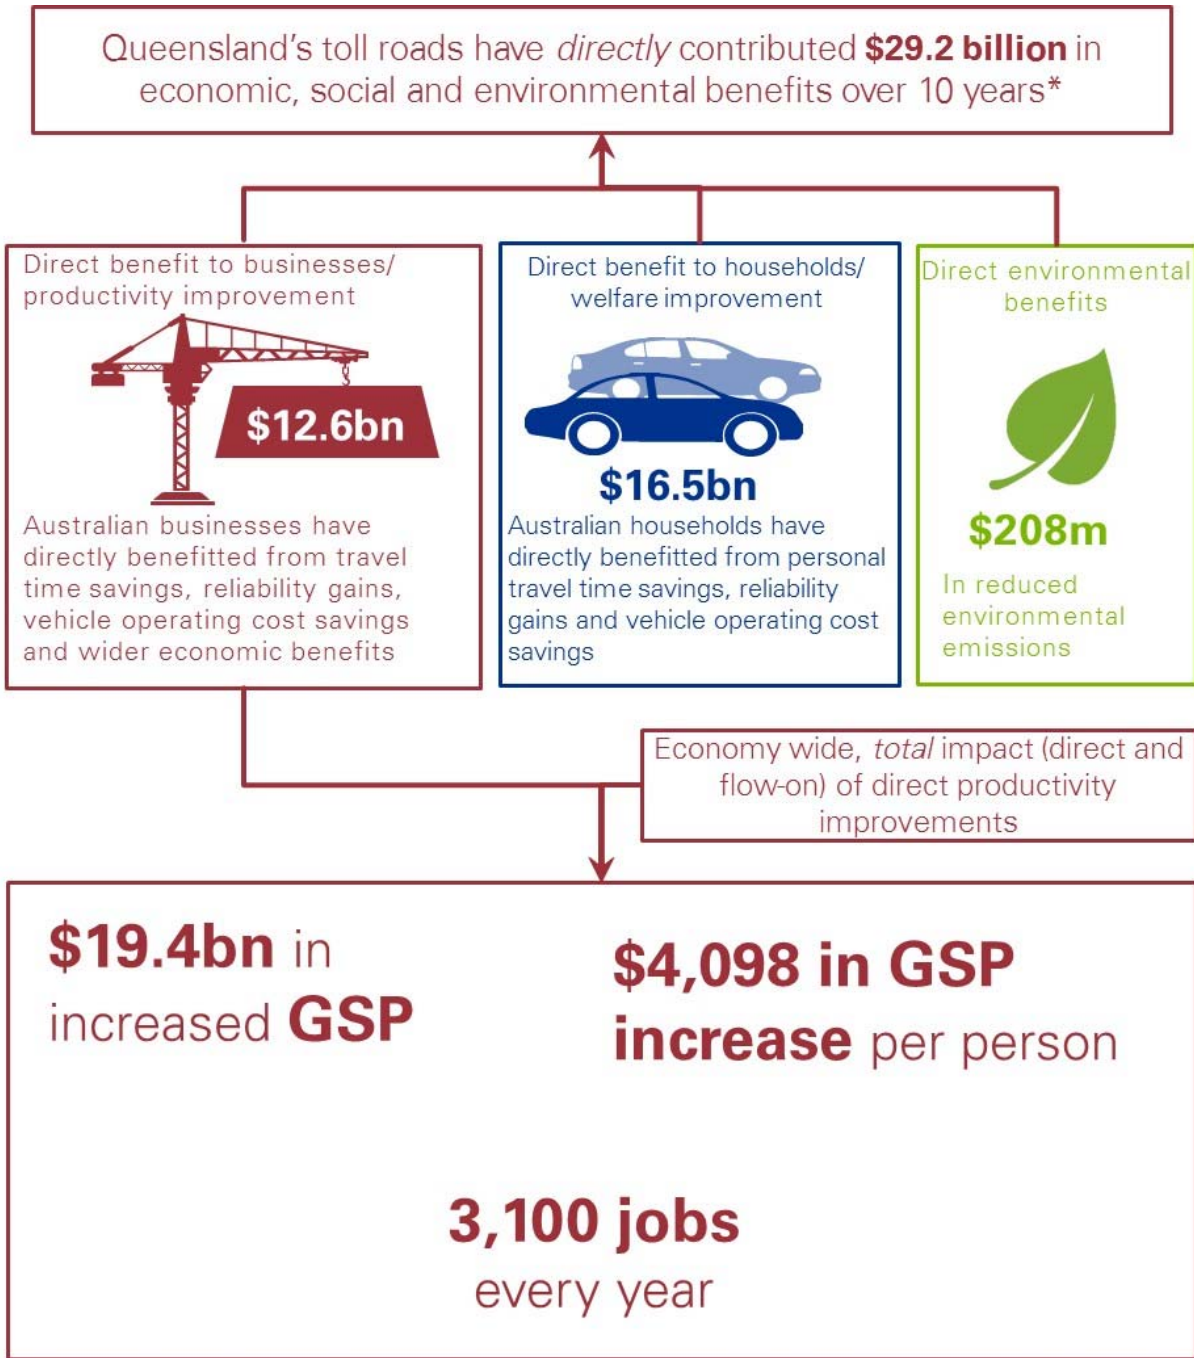 Queensland's toll roads have directly contributed $29.2 billion in
economic, social and environmental benefits over 10 years*
Direct benefit to businesses/
productivity improvement
$12.6bn
Australian businesses have
directly benefitted from travel
time savings, reliability gains,
vehicle operating cost savings
and wider economic benefits
Direct benefit to households/
welfare improvement
$16.5bn
Australian households have
directly benefitted from personal
travel time savings, reliability
gains and vehicle operating cost
savings
Direct environmental
benefits
$208m
In reduced
environmental
emissions
Economy wide, total impact (direct and
flow-on) of direct productivity
improvements
$19.4bn in
increased GSP
$4,098 in GSP
increase per person
3,100 jobs
every year